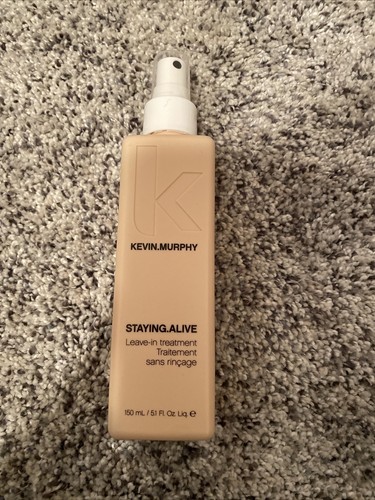 K
KEVIN.MURPHY
STAYING.ALIVE
Leave-in treatment
Traitement
sans rinçage
150 mL / 5.1 Fl. Oz. Liq. ℮